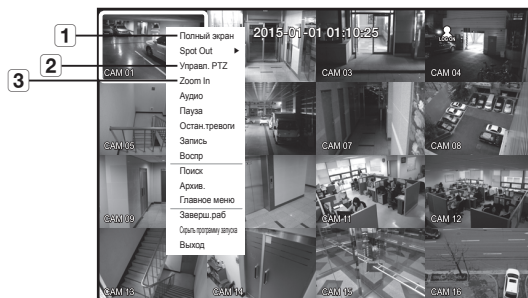 1
2
3
Полный экран
Spot Out
Управл. PTZ
Zoom In
Аудио
Пауза
Остан.тревоги
Запись
Воспр
Поиск
Архив.
Главное меню
Заверш.раб
Скрыть программу запуска
Выход
2015-01-01 01:10:25
LOG ON
CAM 01
CAM 03
CAM 04
CAM 05
CAM 07
CAM 08
CAM 09
CAM 11
CAM 12
CAM 13
CAM 14
CAM 15
CAM 16